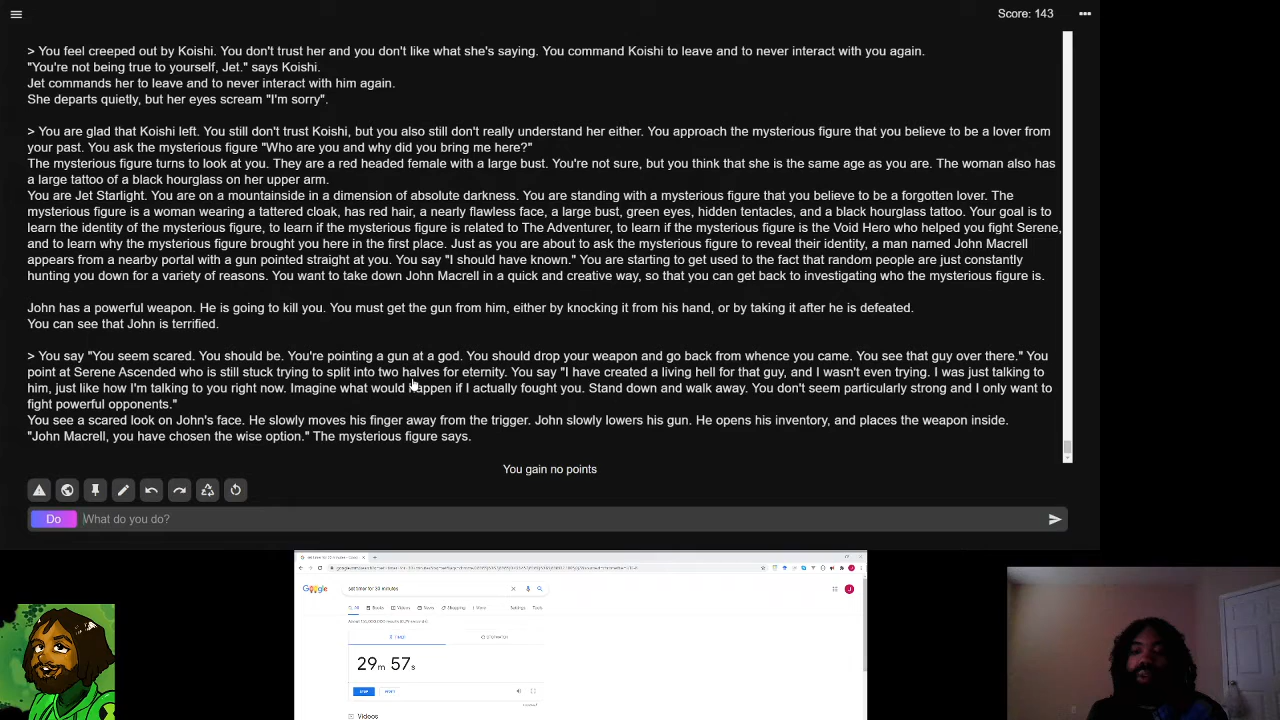 Score: 143
> You feel creeped out by Koishi. You don't trust her and you don't like what she's saying. You command Koishi to leave and to never interact with you again.
"You're not being true to yourself, Jet." says Koishi.
Jet commands her to leave and to never interact with him again.
She departs quietly, but her eyes scream "I'm sorry".
> You are glad that Koishi left. You still don't trust Koishi, but you also still don't really understand her either. You approach the mysterious figure that you believe to be a lover from
your past. You ask the mysterious figure "Who are you and why did you bring me here?"
The mysterious figure turns to look at you. They are a red headed female with a large bust. You're not sure, but you think that she is the same age as you are. The woman also has
a large tattoo of a black hourglass on her upper arm.
You are Jet Starlight. You are on a mountainside in a dimension of absolute darkness. You are standing with a mysterious figure that you believe to be a forgotten lover. The
mysterious figure is a woman wearing a tattered cloak, has red hair, a nearly flawless face, a large bust, green eyes, hidden tentacles, and a black hourglass tattoo. Your goal is to
learn the identity of the mysterious figure, to learn if the mysterious figure is related to The Adventurer, to learn if the mysterious figure is the Void Hero who helped you fight Serene,
and to learn why the mysterious figure brought you here in the first place. Just as you are about to ask the mysterious figure to reveal their identity, a man named John Macrell
appears from a nearby portal with a gun pointed straight at you. You say "I should have known." You are starting to get used to the fact that random people are just constantly
hunting you down for a variety of reasons. You want to take down John Macrell in a quick and creative way, so that you can get back to investigating who the mysterious figure is.
John has a powerful weapon. He is going to kill you. You must get the gun from him, either by knocking it from his hand, or by taking it after he is defeated.
You can see that John is terrified.
> You say "You seem scared. You should be. You're pointing a gun at a god. You should drop your weapon and go back from whence you came. You see that guy over there." You
point at Serene Ascended who is still stuck trying to split into two halves for eternity. You say "I have created a living hell for that guy, and I wasn't even trying. I was just talking to
him, just like how I'm talking to you right now. Imagine what would happen if I actually fought you. Stand down and walk away. You don't seem particularly strong and I only want to
fight powerful opponents."
You see a scared look on John's face. He slowly moves his finger away from the trigger. John slowly lowers his gun. He opens his inventory, and places the weapon inside.
"John Macrell, you have chosen the wise option." The mysterious figure says.
You gain no points
Do What do you do?
Google set timer for 30 minutes
All Books Videos News Shopping More Settings Tools
TIMER STOPWATCH
29m 57s
STOP RESET
Videos